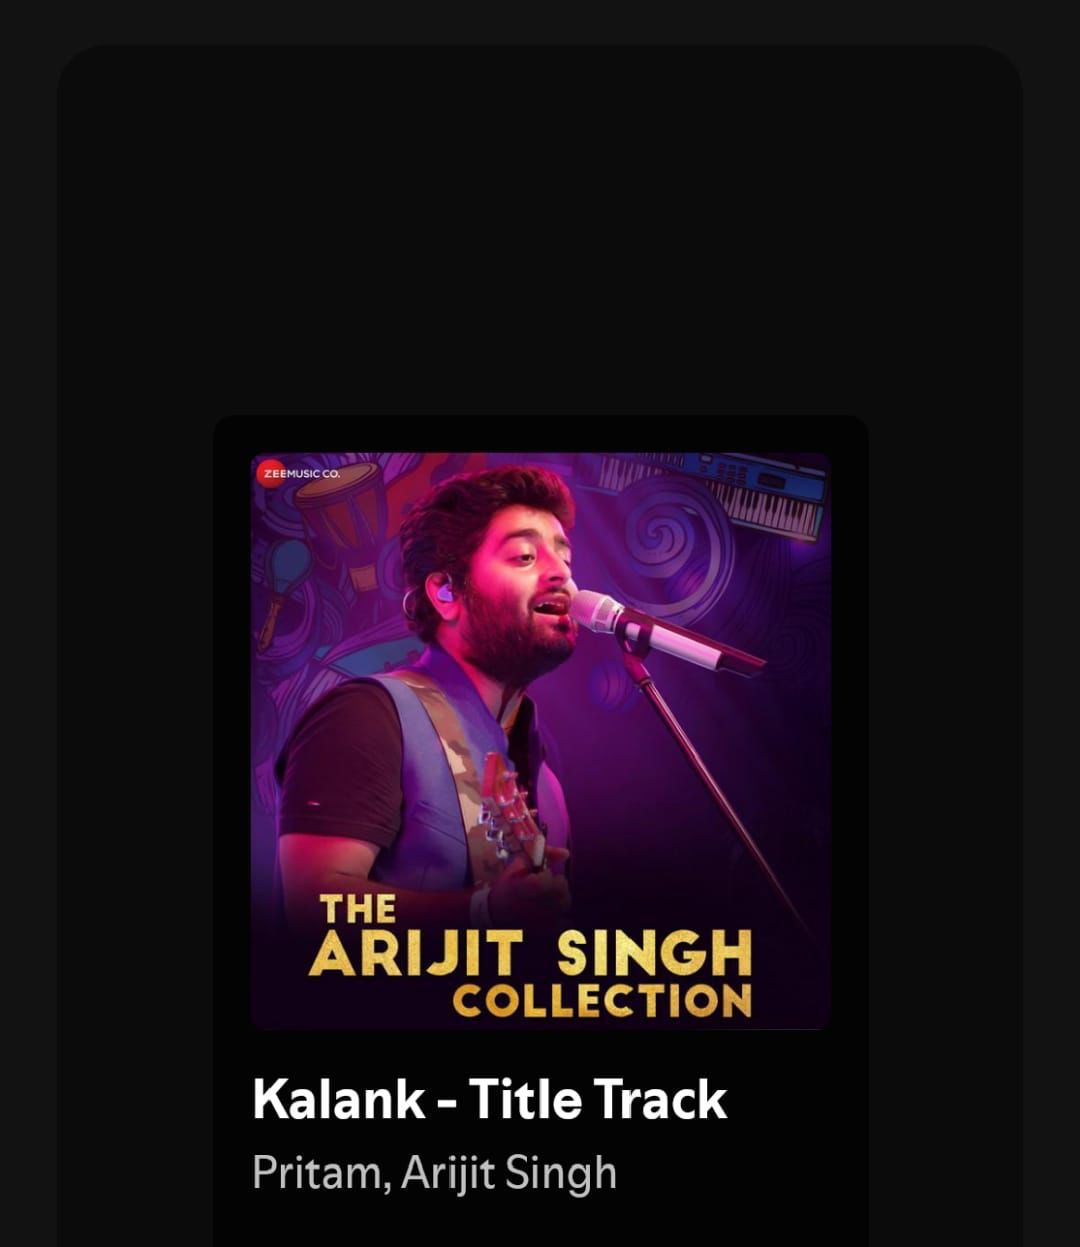 ZEEMUSIC CO.
THE
ARIJIT SINGH
COLLECTION
Kalank - Title Track
Pritam, Arijit Singh